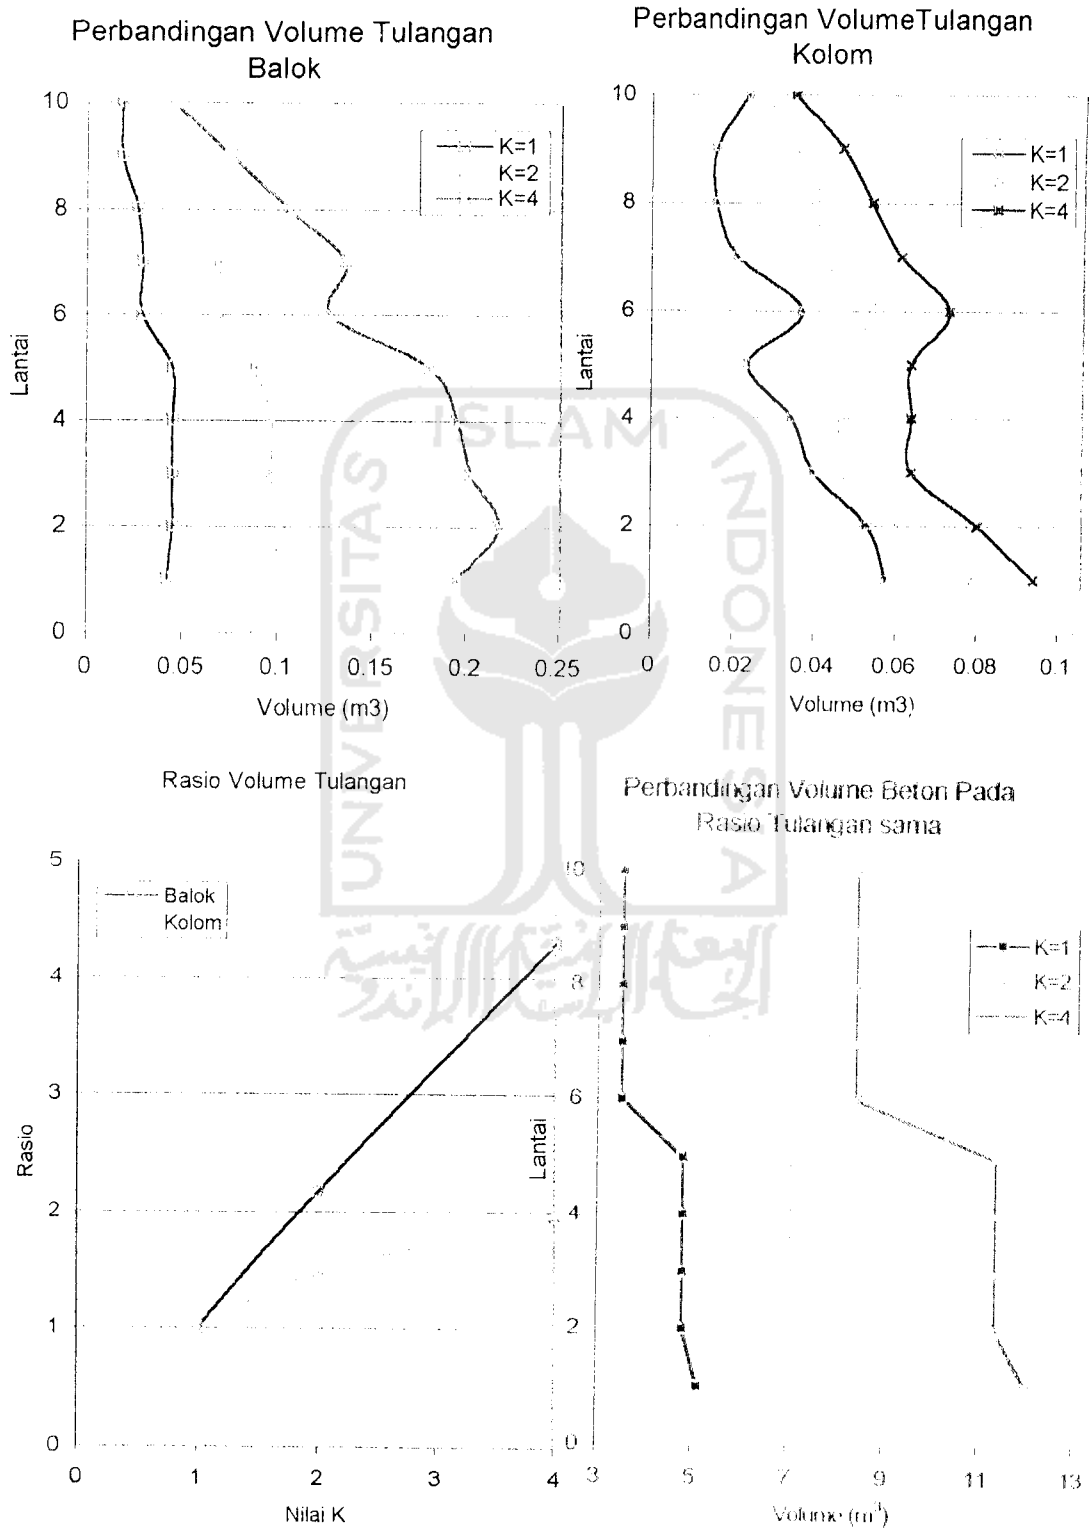 Perbandingan Volume Tulangan
Balok
10
8
6
4
2
0
Lantai
K=1
K=2
K=4
0
0.05
0.1
0.15
0.2
0.25
Volume (m3)
Perbandingan VolumeTulangan
Kolom
10
8
6
4
2
0
Lantai
K=1
K=2
K=4
0
0.02
0.04
0.06
0.08
0.1
Volume (m3)
UNIVERSITAS
ISLAM
INDONESIA
Rasio Volume Tulangan
5
4
3
2
1
0
Rasio
Balok
Kolom
0
1
2
3
4
Nilai K
Perbandingan Volume Beton Pada
Rasio Tulangan sama
10
8
6
4
2
0
Lantai
K=1
K=2
K=4
3
5
7
9
11
13
Volume (m³)